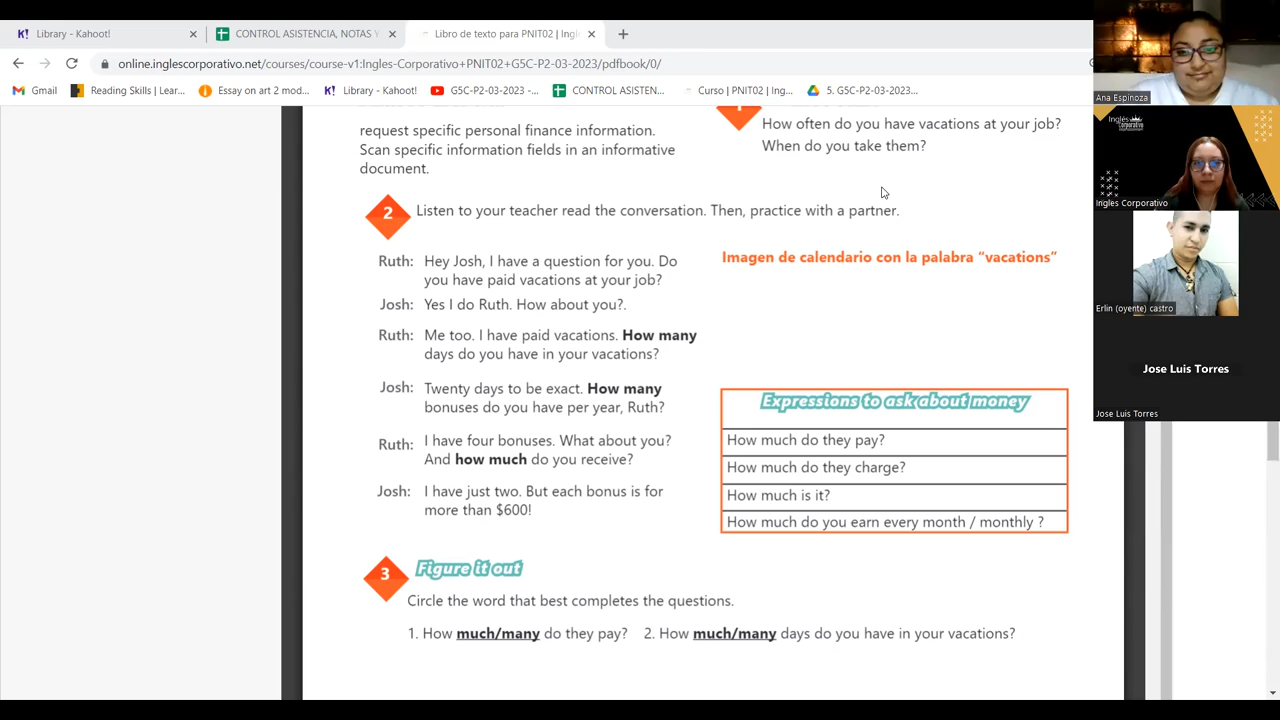 Library - Kahoot!
CONTROL ASISTENCIA, NOTAS Y
Libro de texto para PNIT02 | Ingl
online.inglescorporativo.net/courses/course-v1:Ingles-Corporativo+PNIT02+G5C-P2-03-2023/pdfbook/0/
Gmail
Reading Skills | Lear...
Essay on art 2 mono...
Library - Kahoot!
G5C-P2-03-2023 -...
CONTROL ASISTEN...
Curso | PNIT02 | Ing...
5. G5C-P2-03-2023...
request specific personal finance information.
Scan specific information fields in an informative
document.
How often do you have vacations at your job?
When do you take them?
2 Listen to your teacher read the conversation. Then, practice with a partner.
Ruth: Hey Josh, I have a question for you. Do
you have paid vacations at your job?
Josh: Yes I do Ruth. How about you?.
Ruth: Me too. I have paid vacations. How many
days do you have in your vacations?
Josh: Twenty days to be exact. How many
bonuses do you have per year, Ruth?
Ruth: I have four bonuses. What about you?
And how much do you receive?
Josh: I have just two. But each bonus is for
more than $600!
Imagen de calendario con la palabra “vacations”
Expressions to ask about money
How much do they pay?
How much do they charge?
How much is it?
How much do you earn every month / monthly ?
3 Figure it out
Circle the word that best completes the questions.
1. How much/many do they pay? 2. How much/many days do you have in your vacations?
Ana Espinoza
Inglés
Corporativo
Ingles Corporativo
Erlin (oyente) castro
Jose Luis Torres
Jose Luis Torres